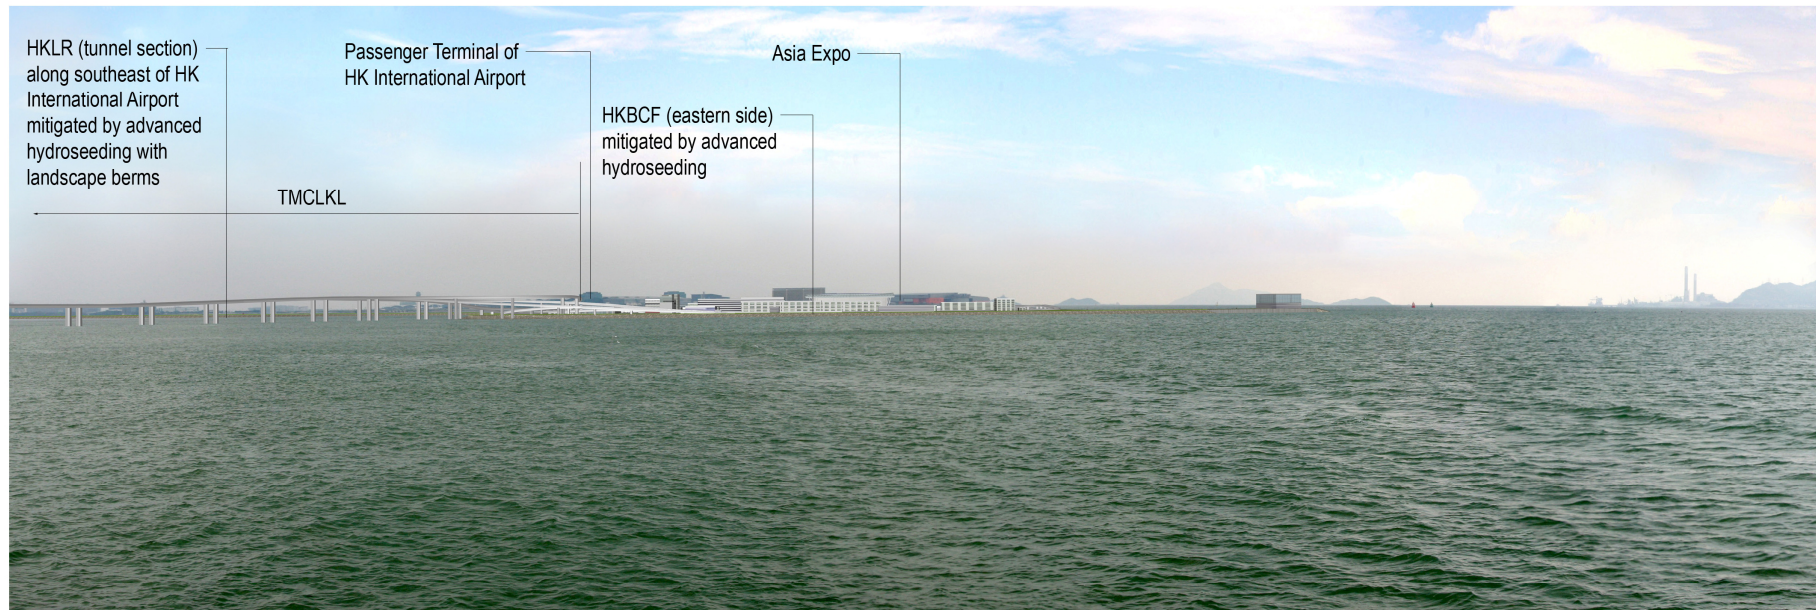 HKLR (tunnel section)
along southeast of HK
International Airport
mitigated by advanced
hydroseeding with
landscape berms
TMCLKL
Passenger Terminal of
HK International Airport
HKBCF (eastern side)
mitigated by advanced
hydroseeding
Asia Expo